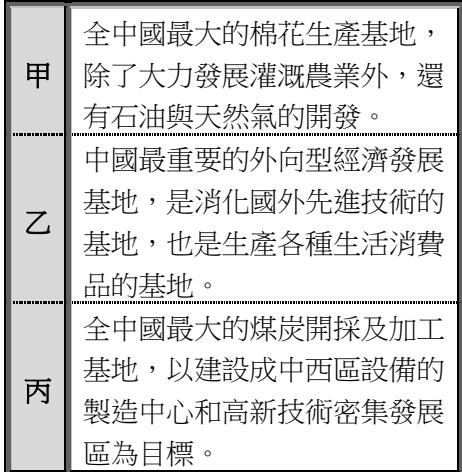 甲
全中國最大的棉花生產基地，
除了大力發展灌溉農業外，還
有石油與天然氣的開發。
乙
中國最重要的外向型經濟發展
基地，是消化國外先進技術的
基地，也是生產各種生活消費
品的基地。
丙
全中國最大的煤炭開採及加工
基地，以建設成中西區設備的
製造中心和高新技術密集發展
區為目標。